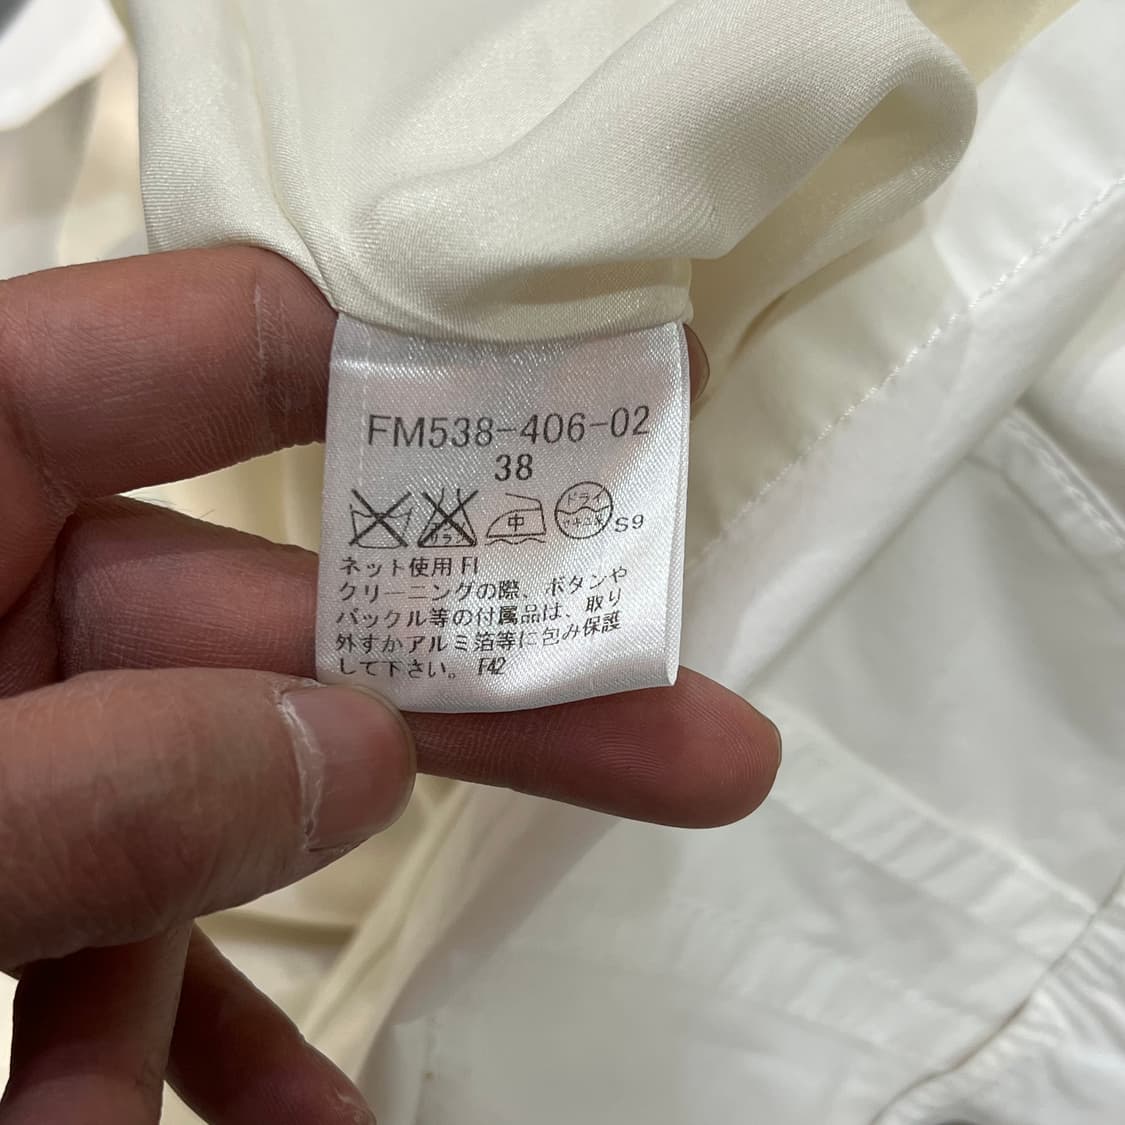 FM538-406-02
38
中
ドライ
S9
ネット使用 FI
クリーニングの際、ボタンや
バックル等の付属品は、取り
外すかアルミ箔等に包み保護
して下さい。 F42